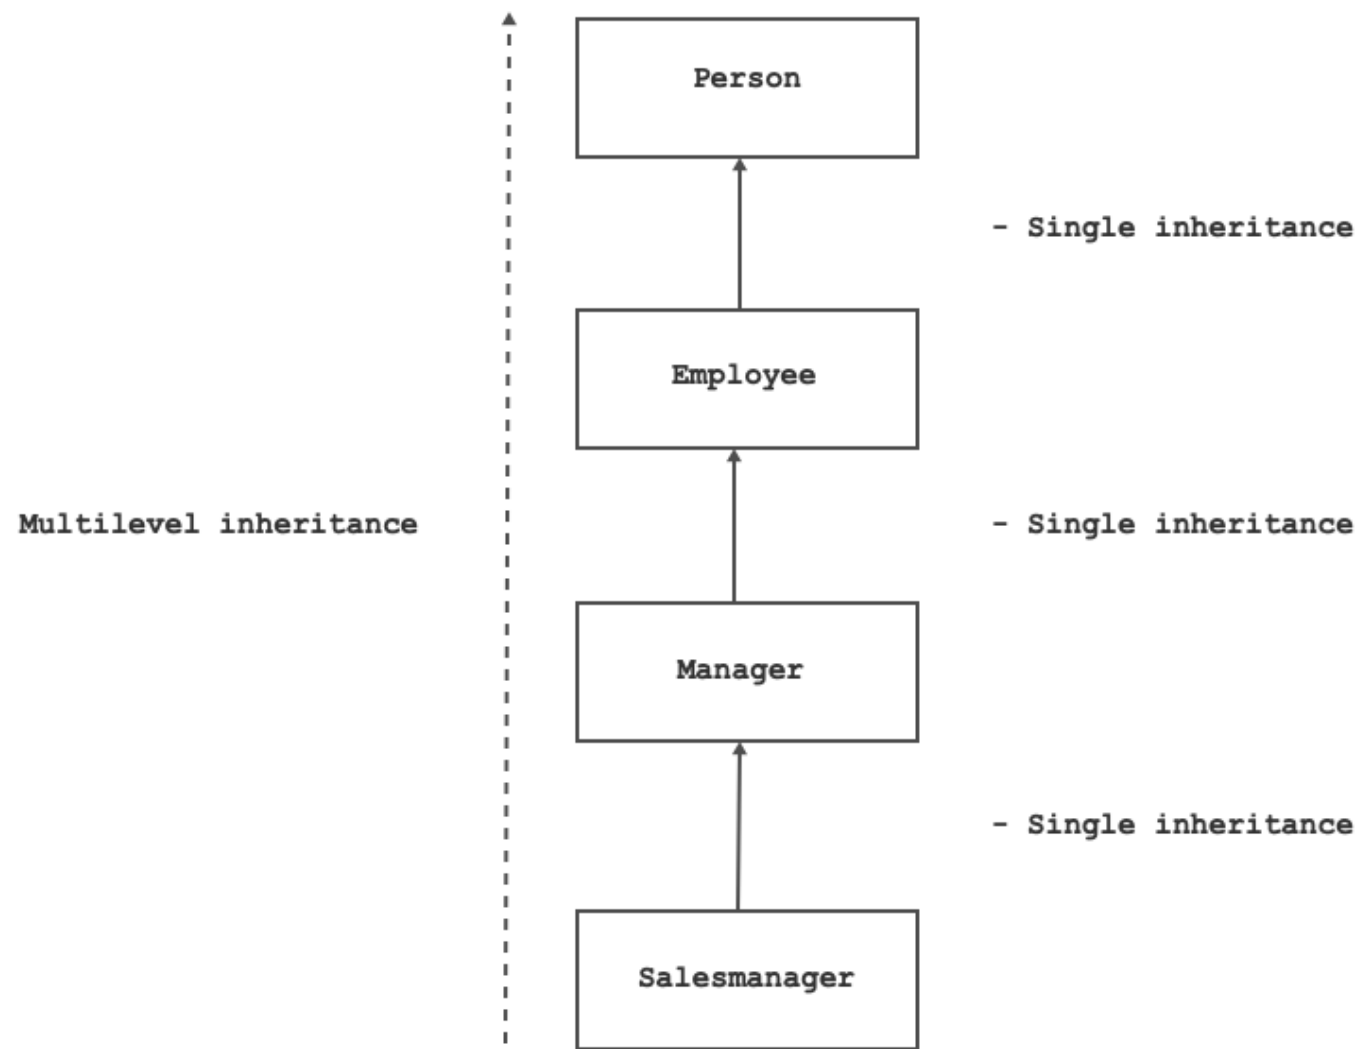 Person
- Single inheritance
Employee
Multilevel inheritance
- Single inheritance
Manager
- Single inheritance
Salesmanager